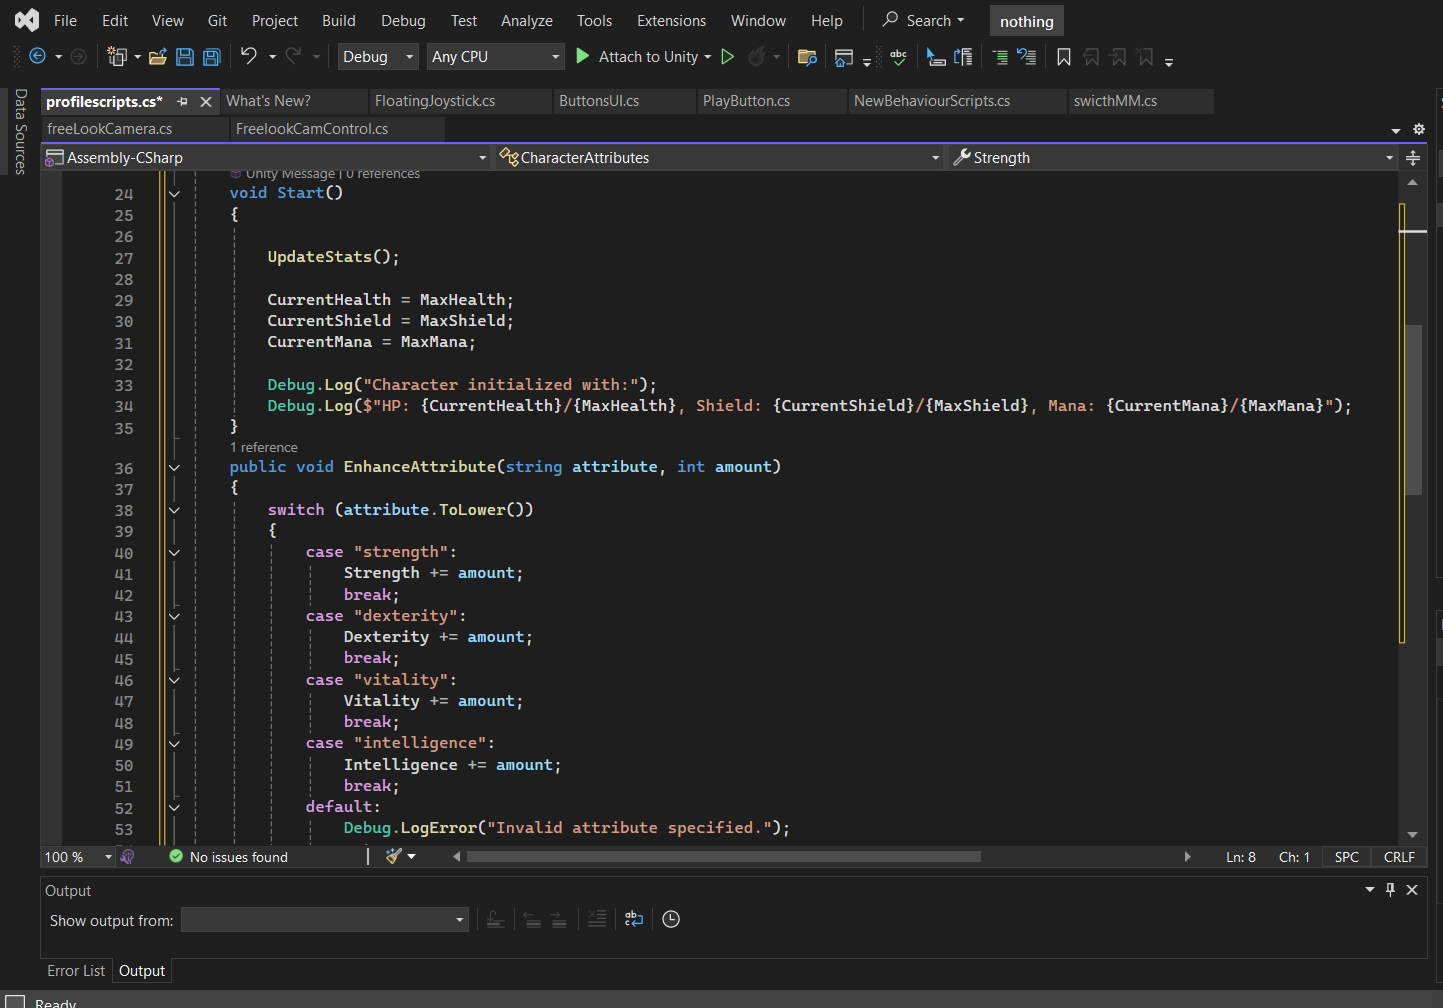 File Edit View Git Project Build Debug Test Analyze Tools Extensions Window Help Search nothing
Debug Any CPU Attach to Unity abc
Data Sources
profilescripts.cs* What's New? FloatingJoystick.cs ButtonsUI.cs PlayButton.cs NewBehaviourScripts.cs swicthMM.cs
freeLookCamera.cs FreelookCamControl.cs
Assembly-CSharp CharacterAttributes Strength
Unity Message | 0 references
24 void Start()
25 {
26
27 UpdateStats();
28
29 CurrentHealth = MaxHealth;
30 CurrentShield = MaxShield;
31 CurrentMana = MaxMana;
32
33 Debug.Log("Character initialized with:");
34 Debug.Log($"HP: {CurrentHealth}/{MaxHealth}, Shield: {CurrentShield}/{MaxShield}, Mana: {CurrentMana}/{MaxMana}");
35 }
1 reference
36 public void EnhanceAttribute(string attribute, int amount)
37 {
38 switch (attribute.ToLower())
39 {
40 case "strength":
41 Strength += amount;
42 break;
43 case "dexterity":
44 Dexterity += amount;
45 break;
46 case "vitality":
47 Vitality += amount;
48 break;
49 case "intelligence":
50 Intelligence += amount;
51 break;
52 default:
53 Debug.LogError("Invalid attribute specified.");
100 % No issues found Ln: 8 Ch: 1 SPC CRLF
Output
Show output from:
Error List Output
Ready